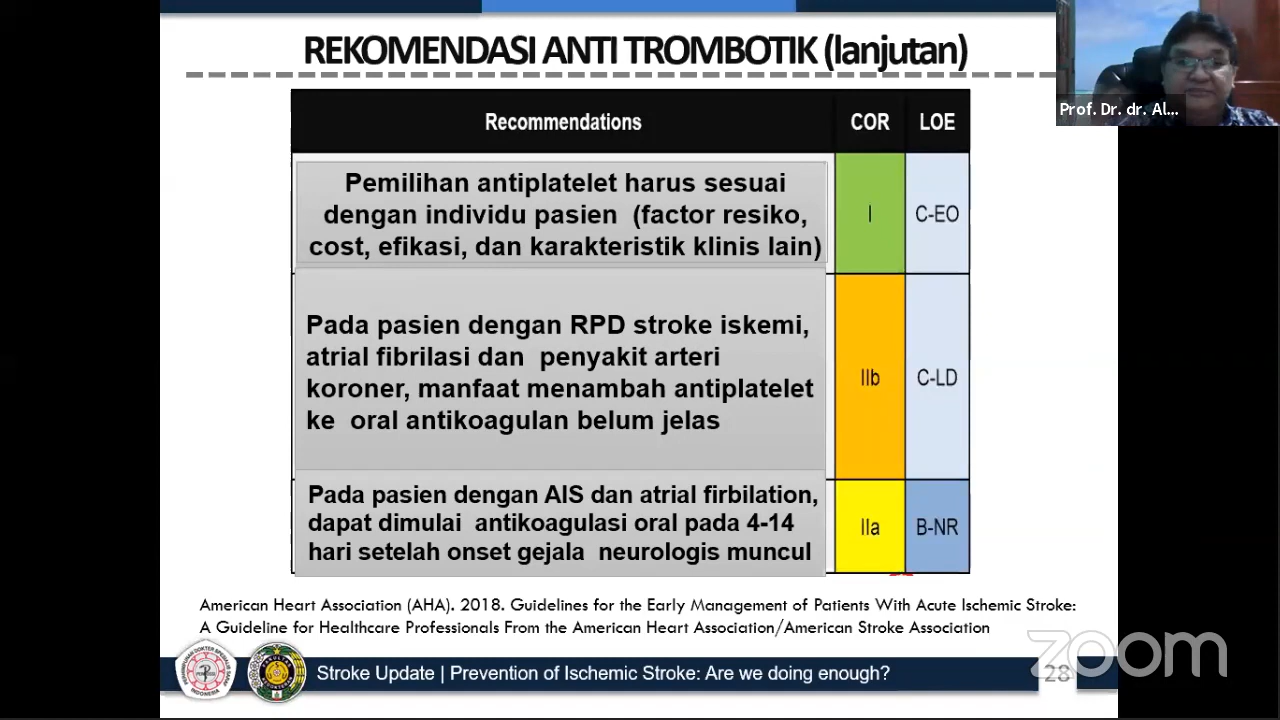 REKOMENDASI ANTI TROMBOTIK (lanjutan)
Prof. Dr. dr. Al...
Recommendations COR LOE
Pemilihan antiplatelet harus sesuai
dengan individu pasien (factor resiko,
cost, efikasi, dan karakteristik klinis lain)
I C-EO
Pada pasien dengan RPD stroke iskemi,
atrial fibrilasi dan penyakit arteri
koroner, manfaat menambah antiplatelet
ke oral antikoagulan belum jelas
IIb C-LD
Pada pasien dengan AIS dan atrial firbilation,
dapat dimulai antikoagulasi oral pada 4-14
hari setelah onset gejala neurologis muncul
IIa B-NR
American Heart Association (AHA). 2018. Guidelines for the Early Management of Patients With Acute Ischemic Stroke:
A Guideline for Healthcare Professionals From the American Heart Association/American Stroke Association
Stroke Update | Prevention of Ischemic Stroke: Are we doing enough?
28
zoom